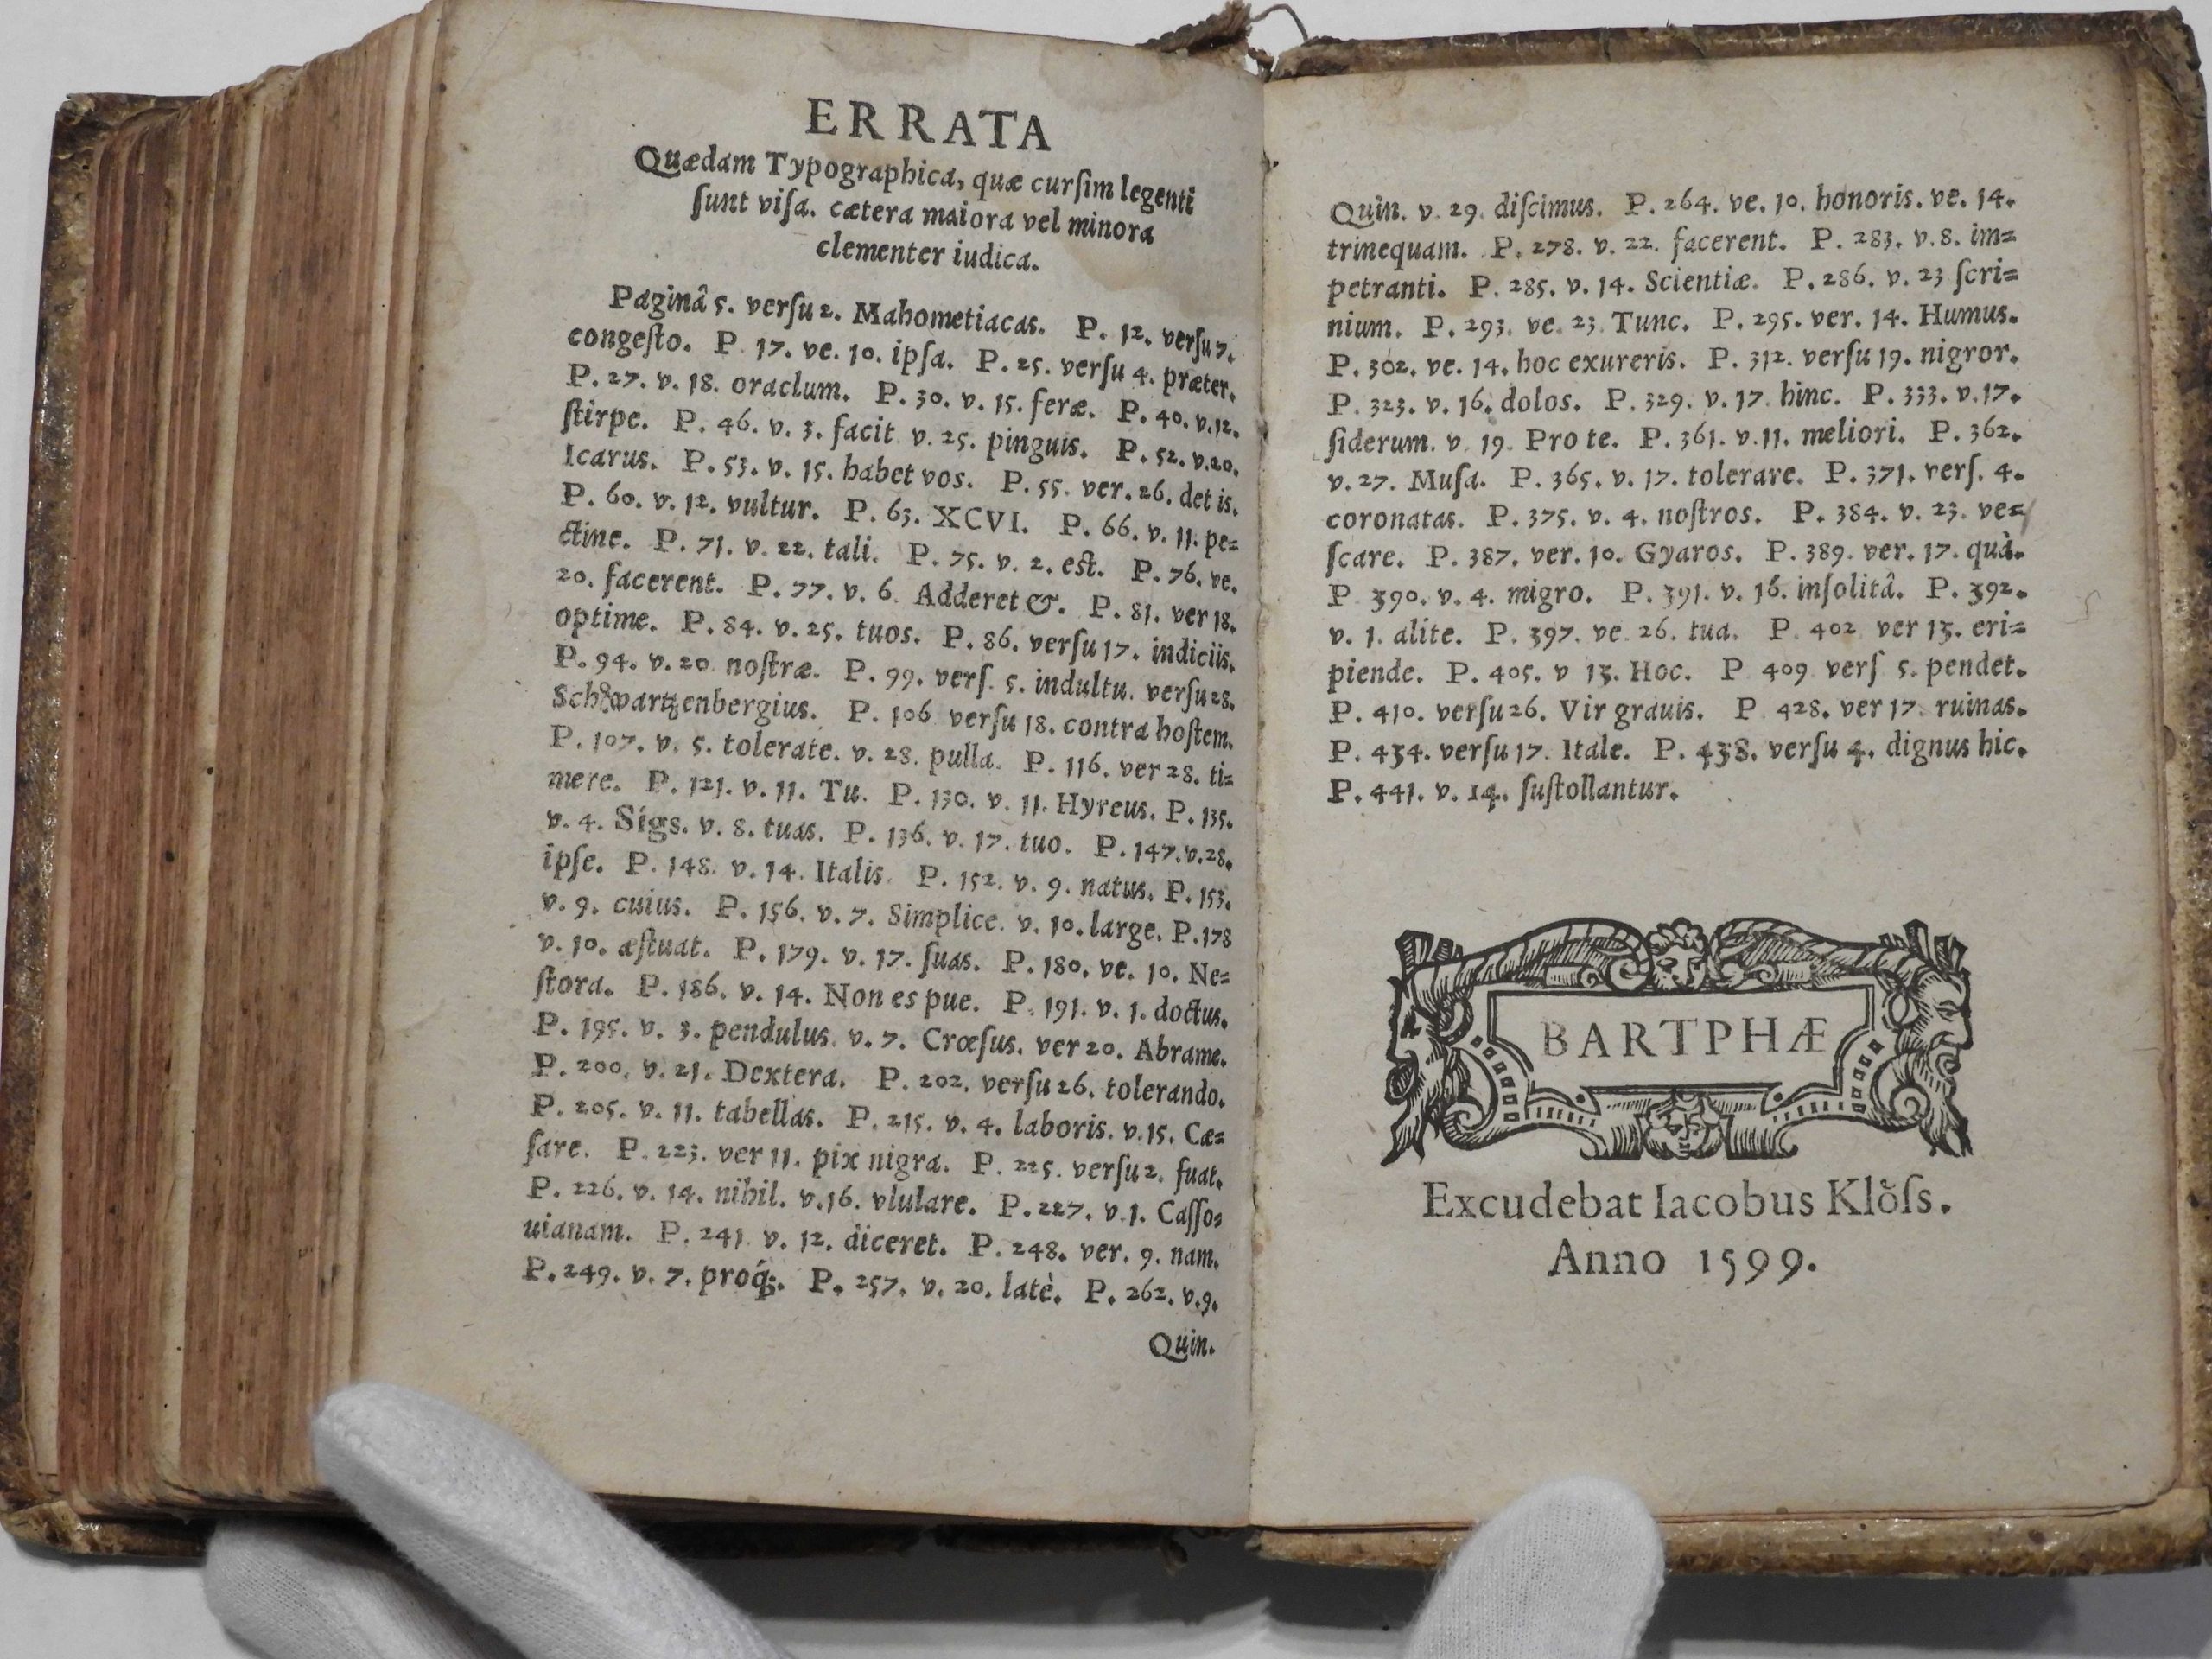 ERRATA
Quædam Typographica, quæ curſim legenti
ſunt viſa. cætera maiora vel minora
clementer iudica.
Paginâ 5. verſu 2. Mahometiacas. P. 12. verſu 7.
congeſto. P. 17. ve. 10. ipſa. P. 25. verſu 4. præter.
P. 27. v. 18. oraclum. P. 30. v. 15. feræ. P. 40. v. 12.
ſtirpe. P. 46. v. 3. facit v. 25. pinguis. P. 52. v. 20.
Icarus. P. 53. v. 15. habet vos. P. 55. ver. 26. det is.
P. 60. v. 12. vultur. P. 63. XCVI. P. 66. v. 11. pe=
ctine. P. 71. v. 22. tali. P. 75. v. 2. eſt. P. 76. ve.
20. facerent. P. 77. v. 6. Adderet &. P. 81. ver 18.
optime. P. 84. v. 25. tuos. P. 86. verſu 17. indiciis.
P. 94. v. 20 noſtræ. P. 99. verſ. 5. indultu. verſu 28.
Schwartzenbergius. P. 106 verſu 18. contra hoſtem.
P. 107. v. 5. tolerate. v. 28. pulla. P. 116. ver 28. ti=
mere. P. 121. v. 11. Tu. P. 130. v. 11. Hyreus. P. 135.
v. 4. Sigs. v. 8. tuas. P. 136. v. 17. tuo. P. 147. v. 28.
ipſe. P. 148. v. 14. Italis. P. 152. v. 9. natus. P. 153.
v. 9. cuius. P. 156. v. 7. Simplice. v. 10. large. P. 178
v. 10. æſtuat. P. 179. v. 17. ſuas. P. 180. ve. 10. Ne=
ſtora. P. 186. v. 14. Non es pue. P. 191. v. 1. doctus.
P. 195. v. 3. pendulus. v. 7. Crœſus. ver 20. Abrame.
P. 200. v. 21. Dextera. P. 202. verſu 26. tolerando.
P. 205. v. 11. tabellas. P. 215. v. 4. laboris. v. 15. Cæ=
ſare. P. 223. ver 11. pix nigra. P. 225. verſu 2. fuat.
P. 226. v. 14. nihil. v. 16. vlulare. P. 227. v. 1. Caſſo=
uianam. P. 241 v. 12. diceret. P. 248. ver. 9. nam.
P. 249. v. 7. proq́;. P. 257. v. 20. latè. P. 262. v. 9.
Quin.
Quin. v. 29. diſcimus. P. 264. ve. 10. honoris. ve. 14.
trinequam. P. 278. v. 22. facerent. P. 283. v. 8. im=
petranti. P. 285. v. 14. Scientiæ. P. 286. v. 23 ſcri=
nium. P. 293. ve. 23. Tunc. P. 295. ver. 14. Humus.
P. 302. ve. 14. hoc exureris. P. 312. verſu 19. nigror.
P. 323. v. 16. dolos. P. 329. v. 17. hinc. P. 333. v. 17.
ſiderum. v. 19. Pro te. P. 361. v. 11. meliori. P. 362.
v. 27. Muſa. P. 365. v. 17. tolerare. P. 371. verſ. 4.
coronatas. P. 375. v. 4. noſtros. P. 384. v. 23. ve=
ſcare. P. 387. ver. 10. Gyaros. P. 389. ver. 17. quà.
P 390. v. 4. migro. P. 391. v. 16. inſolitâ. P. 392.
v. 1. alite. P. 397. ve 26. tua. P. 402 ver 13. eri=
piende. P. 405. v 13. Hoc. P 409 verſ 5. pendet.
P. 410. verſu 26. Vir grauis. P 428. ver 17. ruinas.
P. 434. verſu 17. Itale. P. 438. verſu 4. dignus hic.
P. 441. v. 14. ſuſtollantur.
BARTPHÆ
Excudebat Iacobus Klöſs.
Anno 1599.